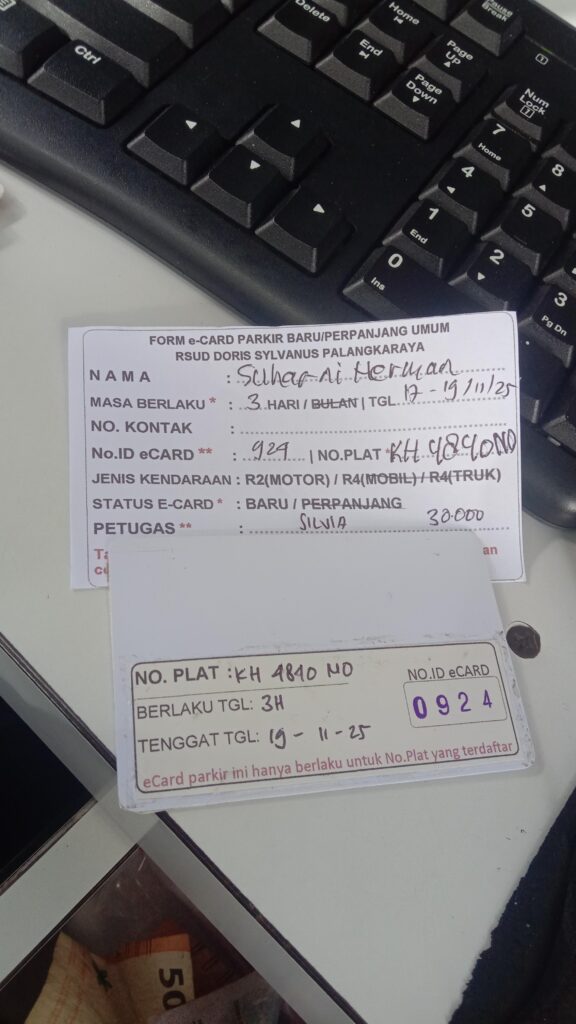 Ctrl
Delete
End
Home
Page Down
Page Up
Pause Break
Num Lock
7 Home
8
4
5
1 End
2
3 Pg Dn
0 Ins
FORM e-CARD PARKIR BARU/PERPANJANG UMUM
RSUD DORIS SYLVANUS PALANGKARAYA
NAMA : Suharni Herman
MASA BERLAKU * : 3 HARI / BULAN | TGL 17 - 19/11/25
NO. KONTAK :
No.ID eCARD ** : 924 | NO.PLAT * KH 4840 NO
JENIS KENDARAAN : R2(MOTOR) / R4(MOBIL) / R4(TRUK)
STATUS E-CARD * : BARU / PERPANJANG
PETUGAS ** : SILVIA 30.000
NO. PLAT : KH 4840 NO
NO.ID eCARD
0924
BERLAKU TGL: 3H
TENGGAT TGL: 19 - 11 - 25
eCard parkir ini hanya berlaku untuk No.Plat yang terdaftar